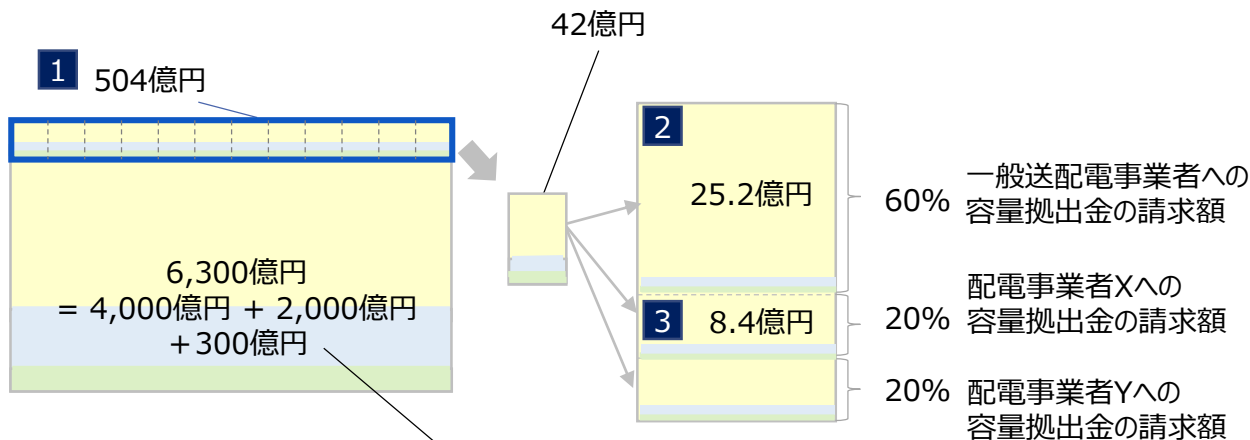 42億円
1
504億円
6,300億円
= 4,000億円 + 2,000億円
+300億円
2
25.2億円
60%
一般送配電事業者への
容量拠出金の請求額
3
8.4億円
20%
配電事業者Xへの
容量拠出金の請求額
20%
配電事業者Yへの
容量拠出金の請求額